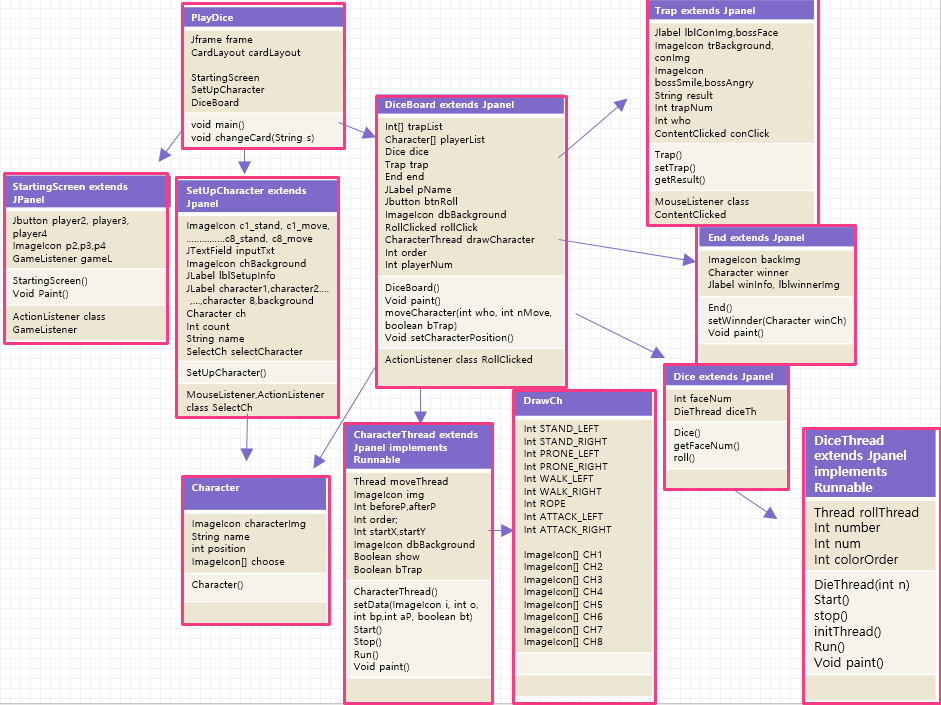 PlayDice
Jframe frame
CardLayout cardLayout
StartingScreen
SetUpCharacter
DiceBoard
void main()
void changeCard(String s)
StartingScreen extends
JPanel
Jbutton player2, player3,
player4
ImageIcon p2,p3,p4
GameListener gameL
StartingScreen()
Void Paint()
ActionListener class
GameListener
SetUpCharacter extends
Jpanel
ImageIcon c1_stand, c1_move,
..............c8_stand, c8_move
JTextField inputTxt
ImageIcon chBackground
JLabel lblSetupInfo
JLabel character1,character2....
,...,character 8,background
Character ch
Int count
String name
SelectCh selectCharacter
SetUpCharacter()
MouseListener,ActionListener
class SelectCh
DiceBoard extends Jpanel
Int[] trapList
Character[] playerList
Dice dice
Trap trap
End end
JLabel pName
Jbutton btnRoll
ImageIcon dbBackground
RollClicked rollClick
CharacterThread drawCharacter
Int order
Int playerNum
DiceBoard()
Void paint()
moveCharacter(int who, int nMove,
boolean bTrap)
Void setCharacterPosition()
ActionListener class RollClicked
Trap extends Jpanel
Jlabel lblConImg,bossFace
ImageIcon trBackground,
conImg
ImageIcon
bossSmile,bossAngry
String result
Int trapNum
Int who
ContentClicked conClick
Trap()
setTrap()
getResult()
MouseListener class
ContentClicked
End extends Jpanel
ImageIcon backImg
Character winner
Jlabel winInfo, lblwinnerImg
End()
setWinnder(Character winCh)
Void paint()
Dice extends Jpanel
Int faceNum
DieThread diceTh
Dice()
getFaceNum()
roll()
DiceThread
extends Jpanel
implements
Runnable
Thread rollThread
Int number
Int num
Int colorOrder
DieThread(int n)
Start()
stop()
initThread()
Run()
Void paint()
Character
ImageIcon characterImg
String name
int position
ImageIcon[] choose
Character()
CharacterThread extends
Jpanel implements
Runnable
Thread moveThread
ImageIcon img
Int beforeP,afterP
Int order;
Int startX,startY
ImageIcon dbBackground
Boolean show
Boolean bTrap
CharacterThread()
setData(ImageIcon i, int o,
int bp,int aP, boolean bt)
Start()
Stop()
Run()
Void paint()
DrawCh
Int STAND_LEFT
Int STAND_RIGHT
Int PRONE_LEFT
Int PRONE_RIGHT
Int WALK_LEFT
Int WALK_RIGHT
Int ROPE
Int ATTACK_LEFT
Int ATTACK_RIGHT
ImageIcon[] CH1
ImageIcon[] CH2
ImageIcon[] CH3
ImageIcon[] CH4
ImageIcon[] CH5
ImageIcon[] CH6
ImageIcon[] CH7
ImageIcon[] CH8